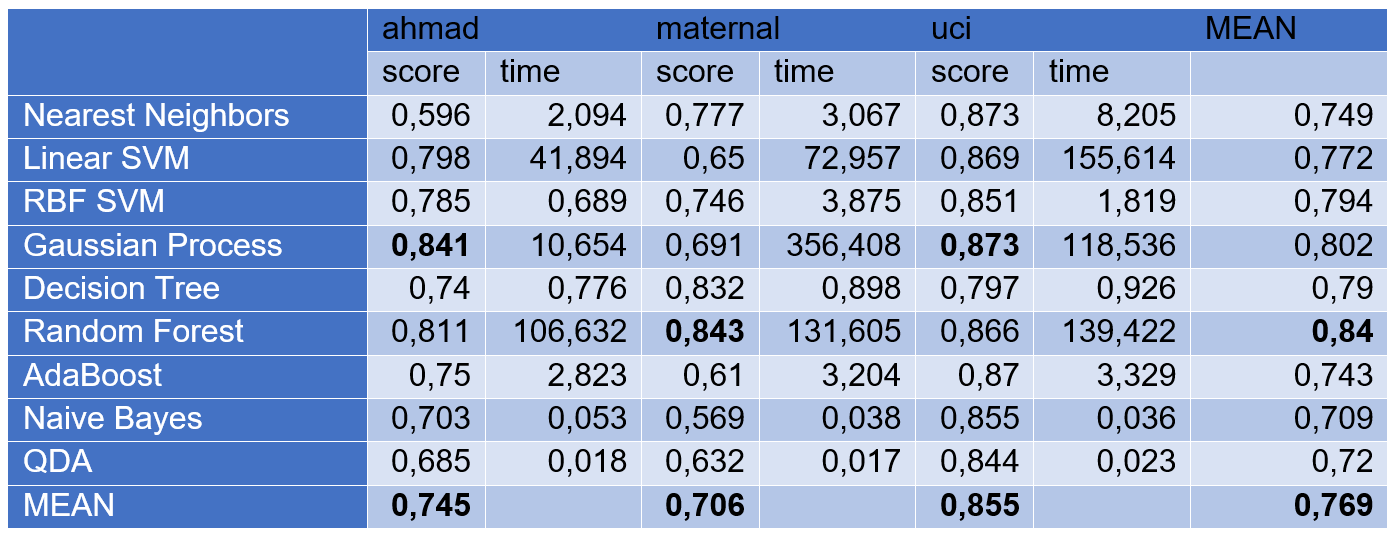 ahmad maternal uci MEAN
score time score time score time
Nearest Neighbors 0,596 2,094 0,777 3,067 0,873 8,205 0,749
Linear SVM 0,798 41,894 0,65 72,957 0,869 155,614 0,772
RBF SVM 0,785 0,689 0,746 3,875 0,851 1,819 0,794
Gaussian Process 0,841 10,654 0,691 356,408 0,873 118,536 0,802
Decision Tree 0,74 0,776 0,832 0,898 0,797 0,926 0,79
Random Forest 0,811 106,632 0,843 131,605 0,866 139,422 0,84
AdaBoost 0,75 2,823 0,61 3,204 0,87 3,329 0,743
Naive Bayes 0,703 0,053 0,569 0,038 0,855 0,036 0,709
QDA 0,685 0,018 0,632 0,017 0,844 0,023 0,72
MEAN 0,745 0,706 0,855 0,769